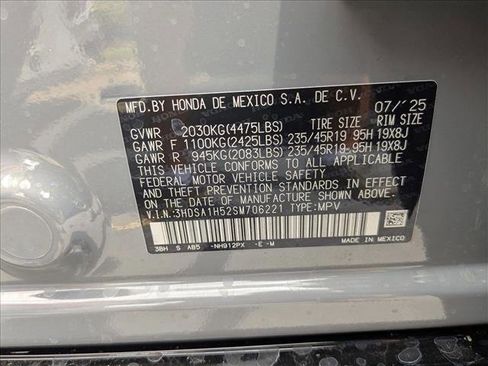 MFD.BY HONDA DE MEXICO S.A. DE C.V. 07/'25
GVWR 2030KG(4475LBS) TIRE SIZE RIM SIZE
GAWR F 1100KG(2425LBS) 235/45R19 95H 19X8J
GAWR R 945KG(2083LBS) 235/45R19 95H 19X8J
THIS VEHICLE CONFORMS TO ALL APPLICABLE
FEDERAL MOTOR VEHICLE SAFETY
AND THEFT PREVENTION STANDARDS IN EFFECT
ON THE DATE OF MANUFACTURE SHOWN ABOVE.
V.I.N:3HDSA1H52SM706221 TYPE:MPV
3BH S AB5 -NH912PX -E -M MADE IN MEXICO